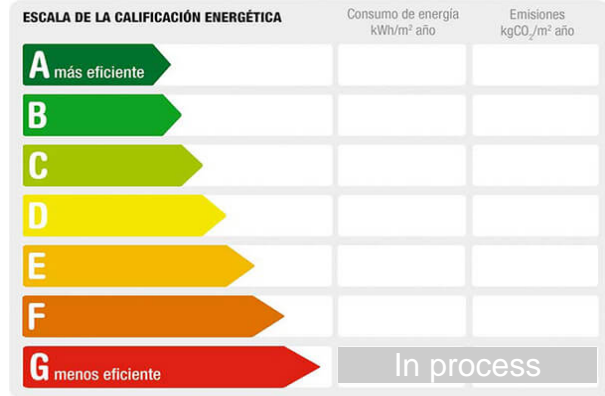 ESCALA DE LA CALIFICACIÓN ENERGÉTICA
Consumo de energía
kWh/m² año
Emisiones
kgCO₂/m² año
A más eficiente
B
C
D
E
F
G menos eficiente
In process